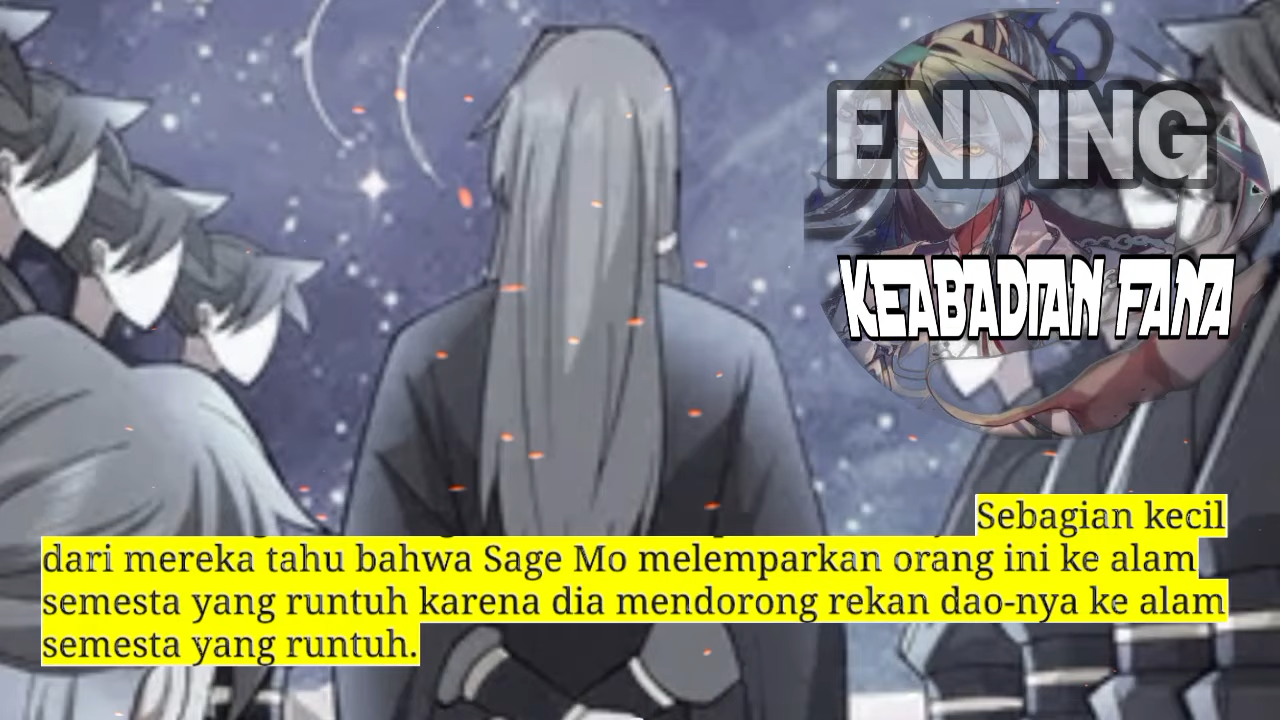 ENDING
KEABADIAN FANA
Sebagian kecil
dari mereka tahu bahwa Sage Mo melemparkan orang ini ke alam
semesta yang runtuh karena dia mendorong rekan dao-nya ke alam
semesta yang runtuh.